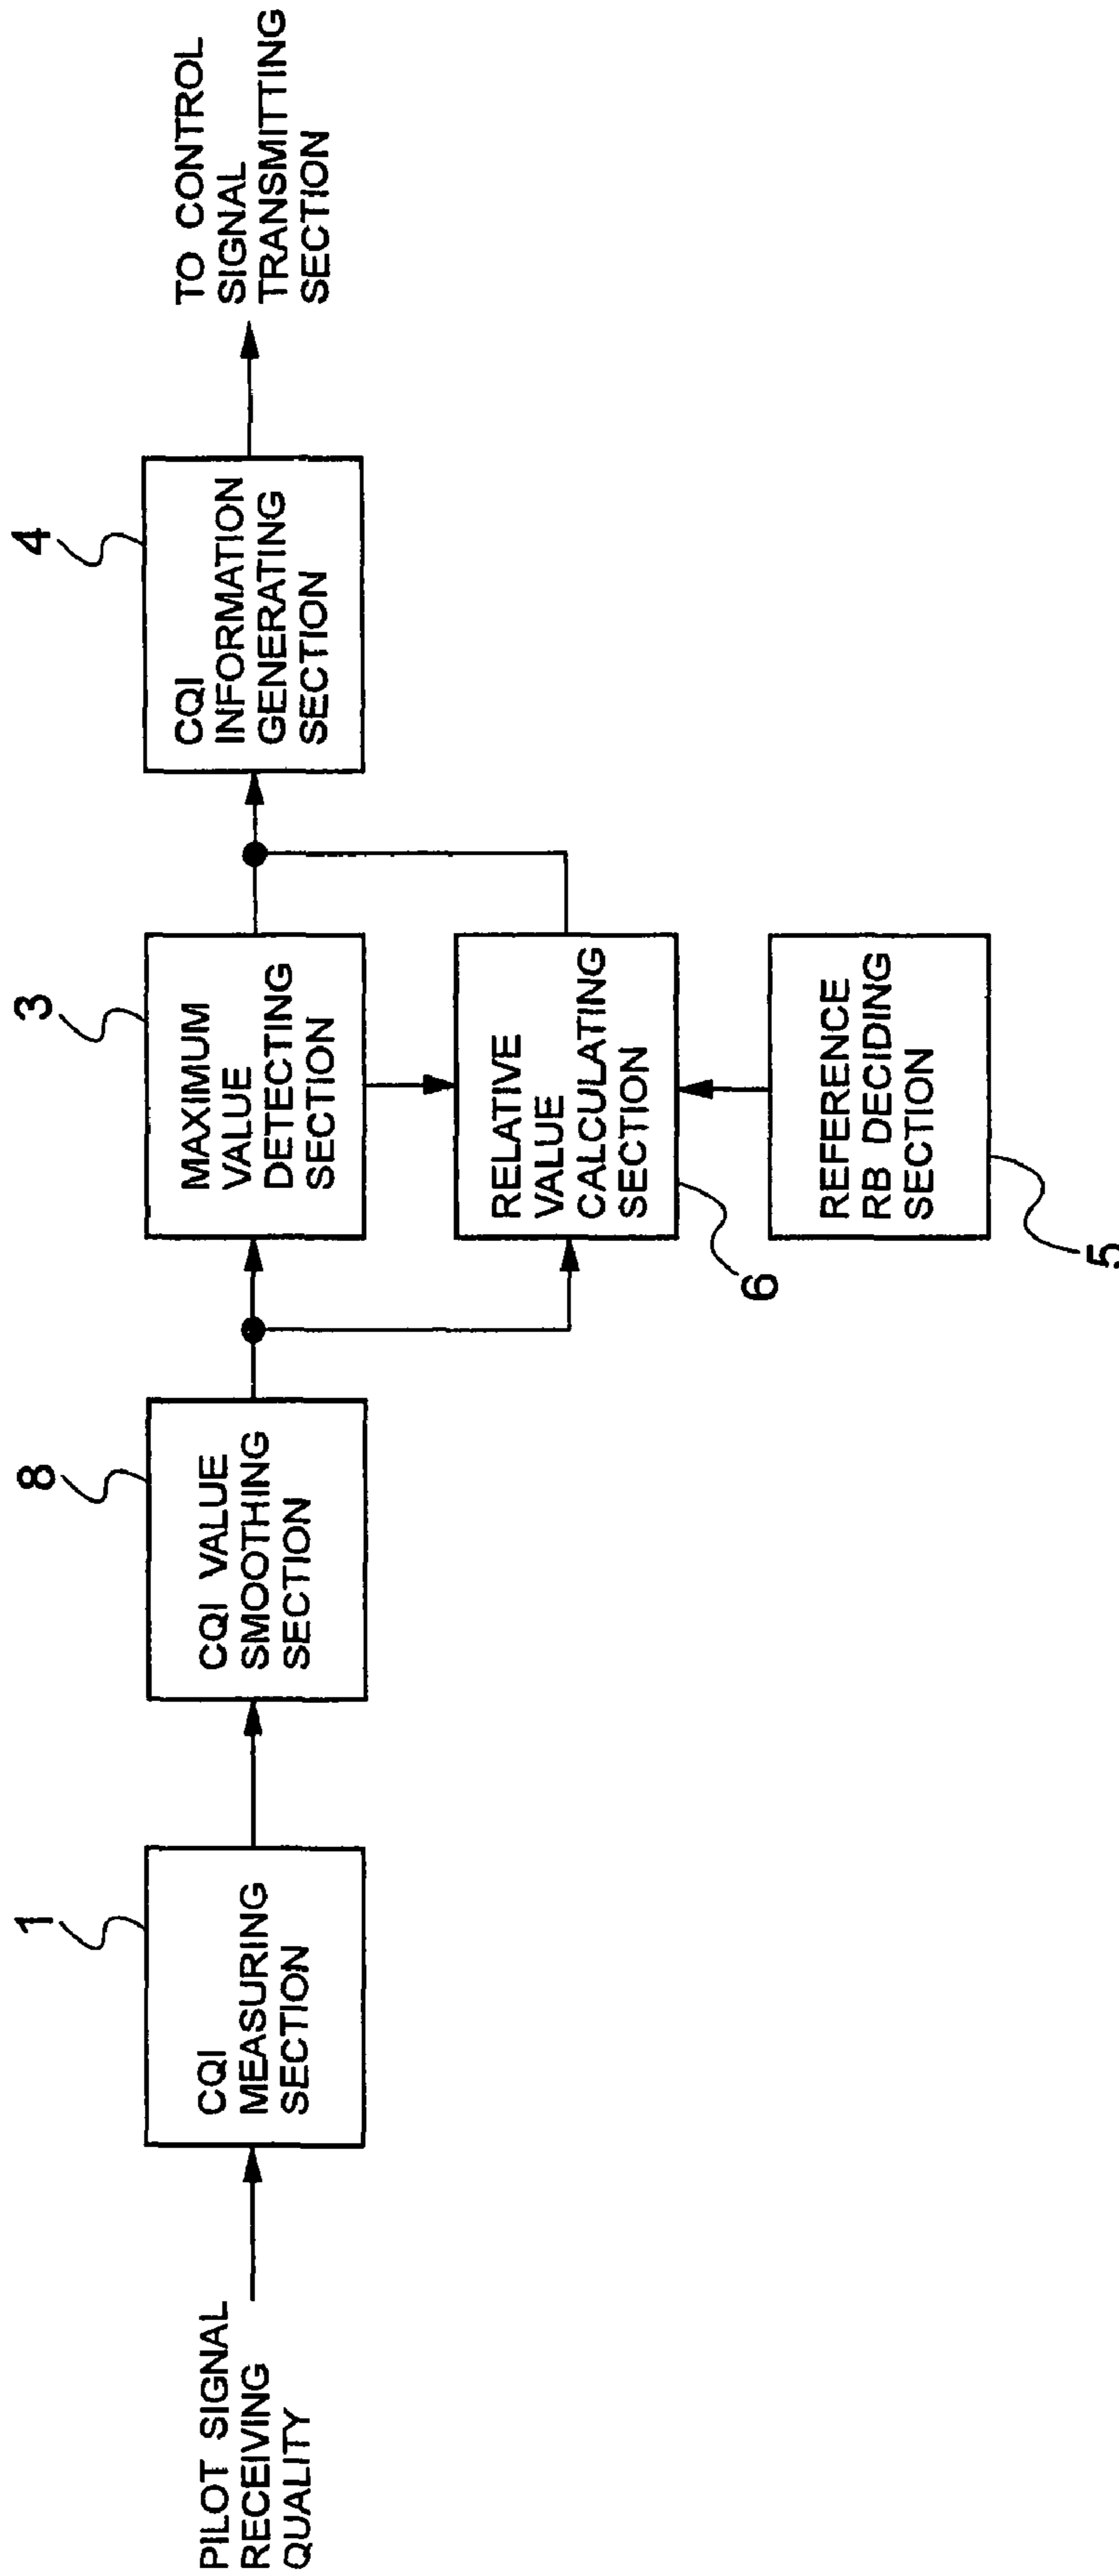 PILOT SIGNAL
RECEIVING
QUALITY
1
CQI
MEASURING
SECTION
8
CQI VALUE
SMOOTHING
SECTION
3
MAXIMUM
VALUE
DETECTING
SECTION
4
CQI
INFORMATION
GENERATING
SECTION
TO CONTROL
SIGNAL
TRANSMITTING
SECTION
RELATIVE
VALUE
CALCULATING
SECTION
6
REFERENCE
RB DECIDING
SECTION
5